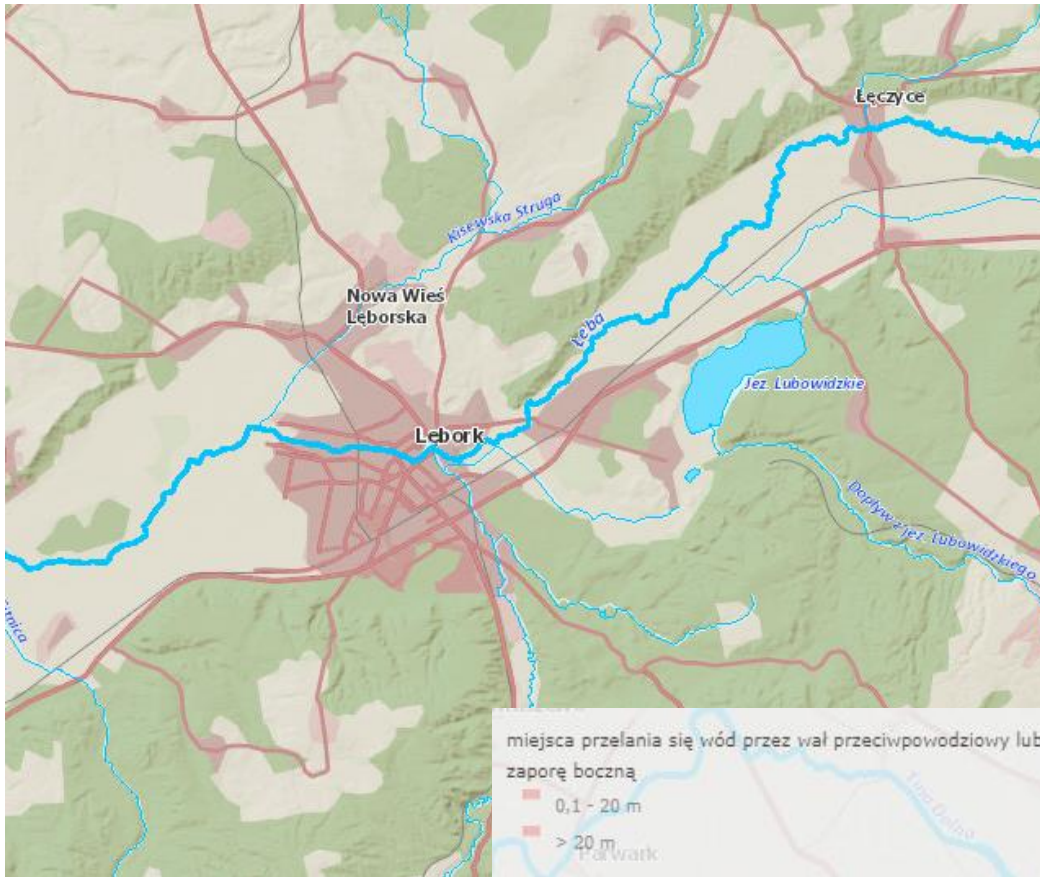 Łęczyce
Kisewska Struga
Nowa Wieś
Lęborska
Łeba
Jez. Lubowidzkie
Lębork
Dopływ z jez. Lubowidzkiego
miejsca przelania się wód przez wał przeciwpowodziowy lub
zaporę boczną
0,1 - 20 m
> 20 m
Parwark